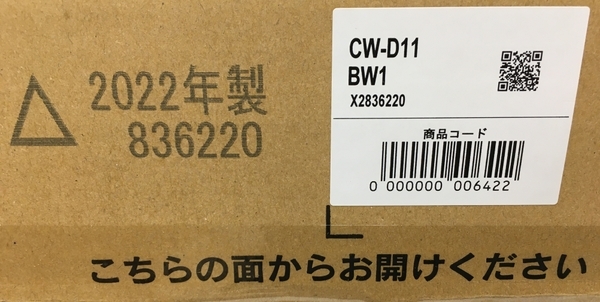 2022年製
836220
CW-D11
BW1
X2836220
商品コード
0 000000 006422
こちらの面からお開けください